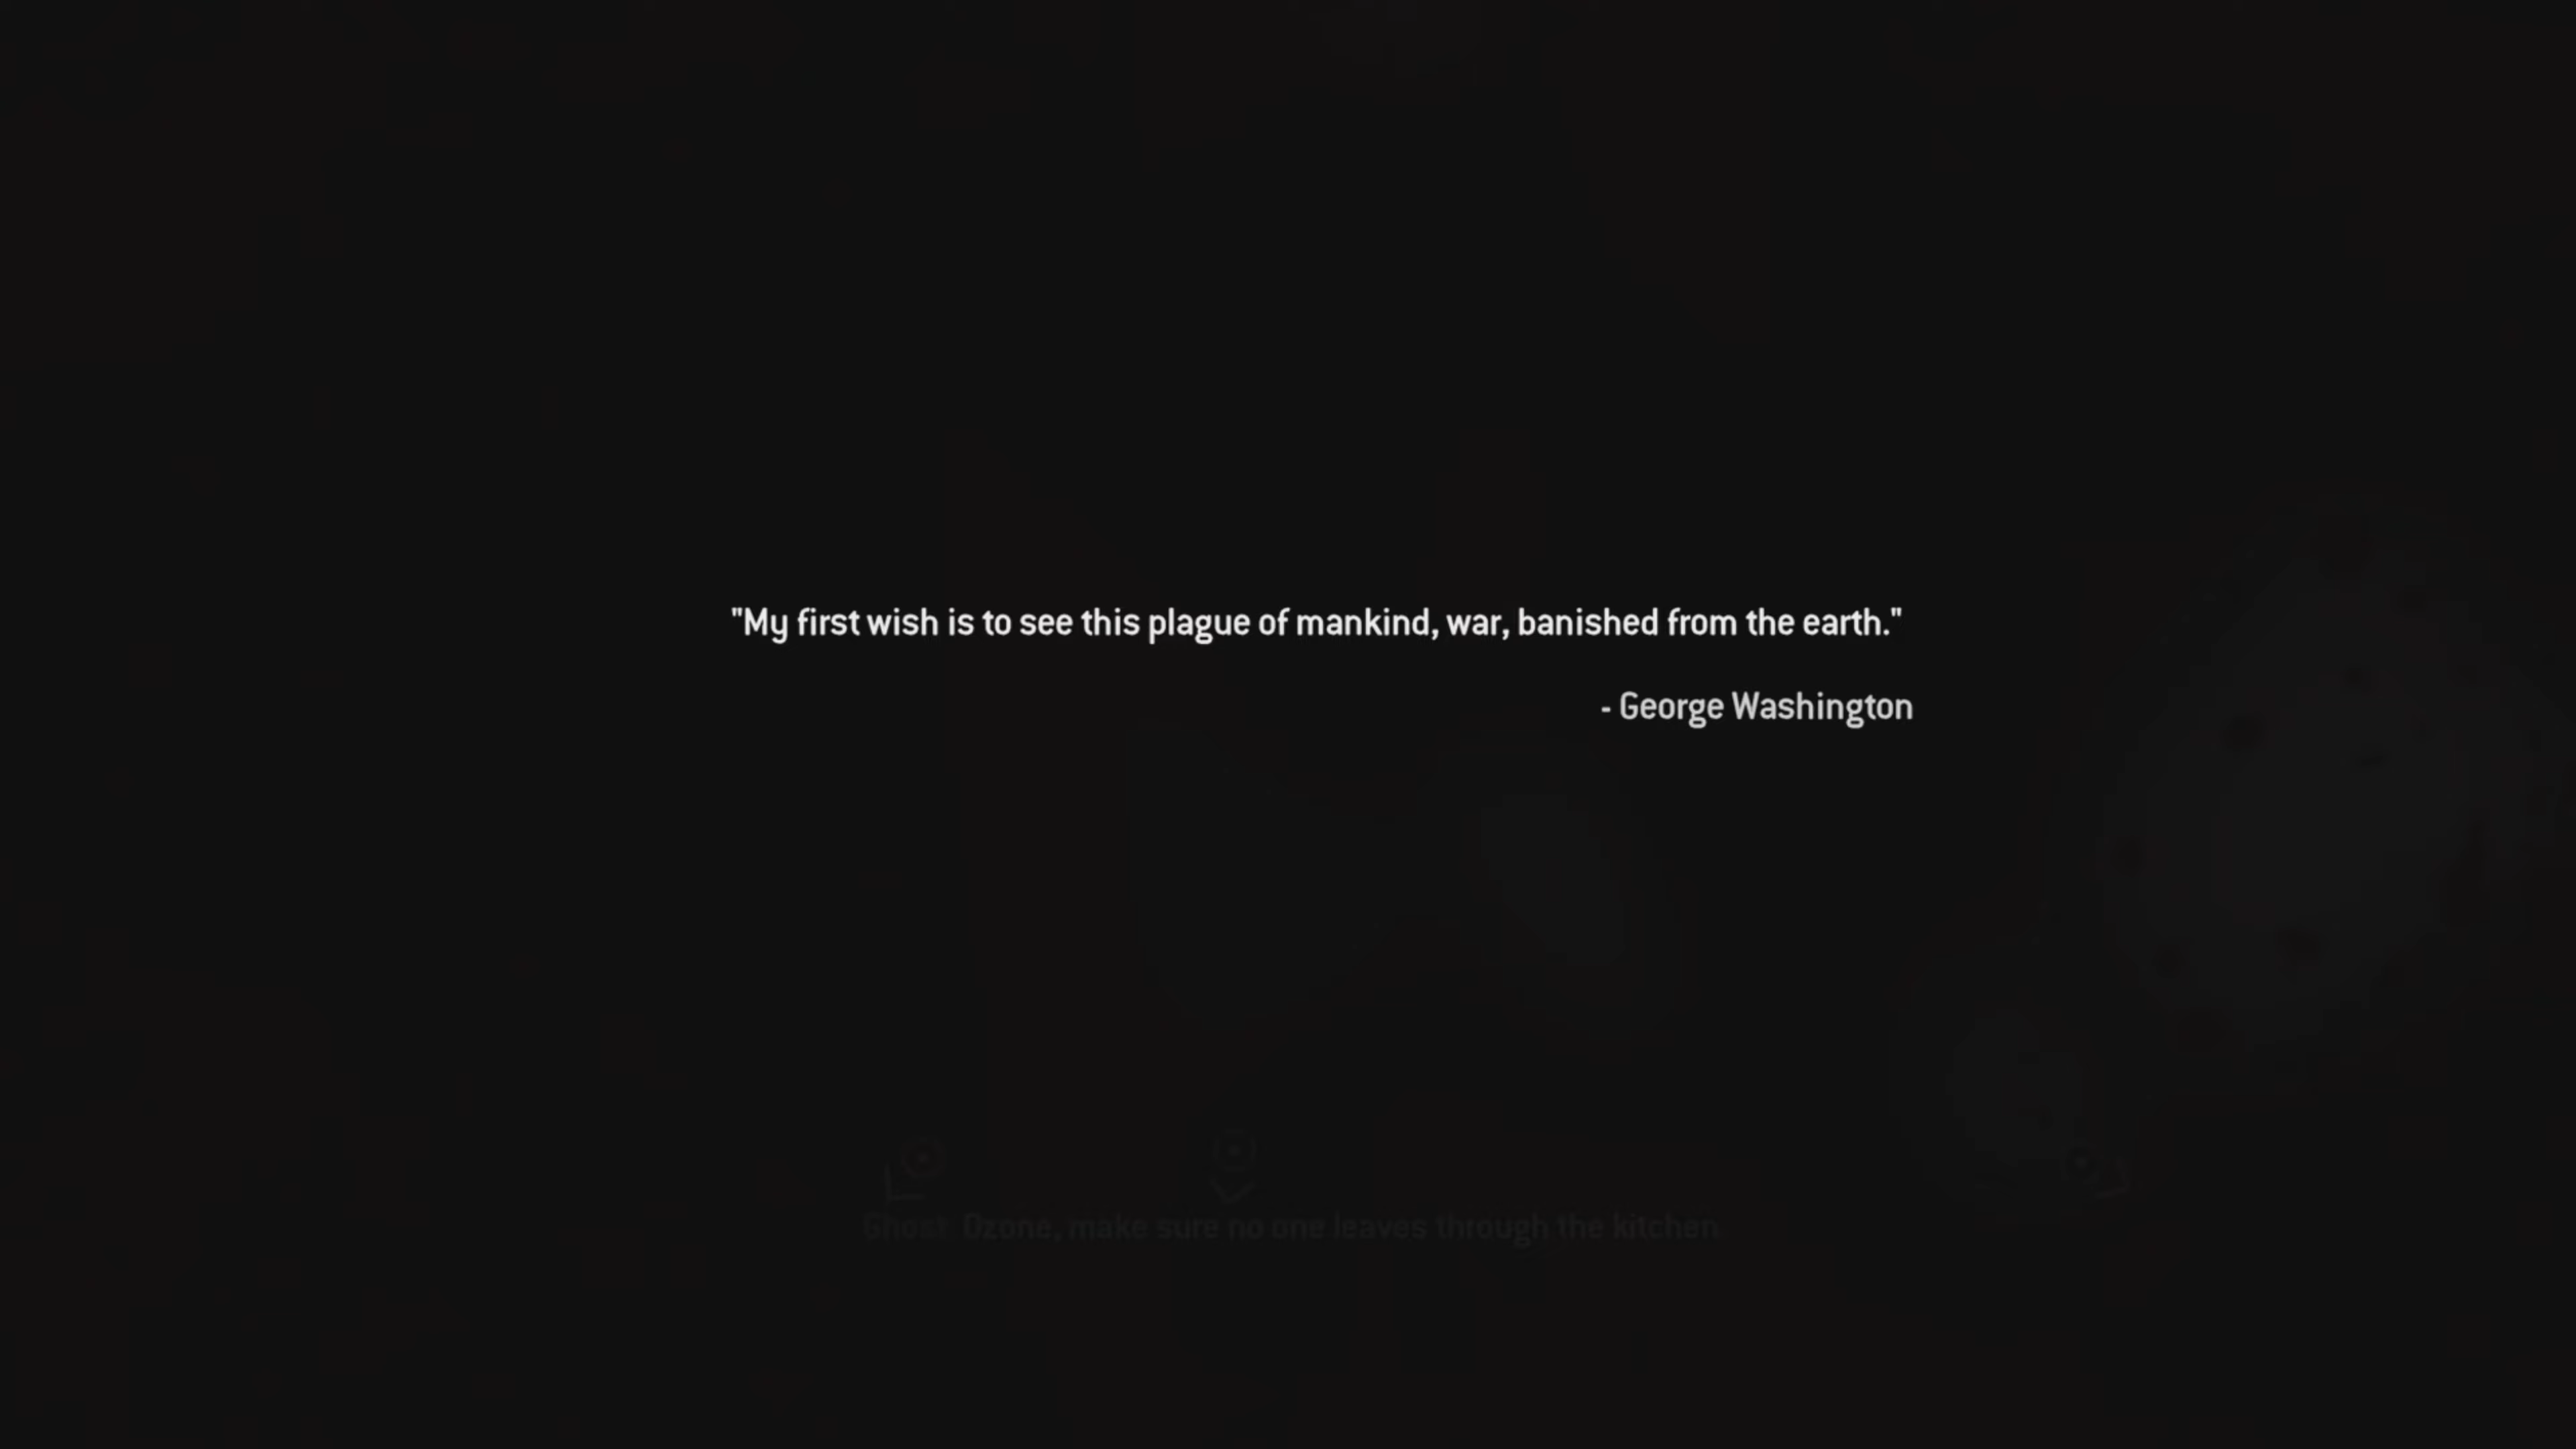 "My first wish is to see this plague of mankind, war, banished from the earth."
- George Washington
Ghost: Ozone, make sure no one leaves through the kitchen.